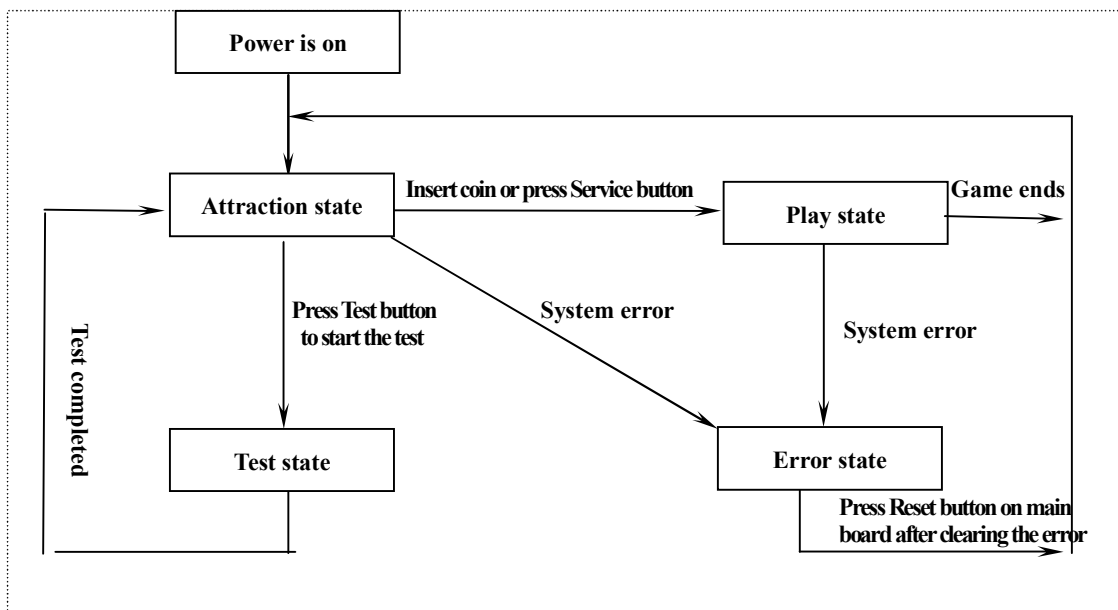 Power is on
Insert coin or press Service button
Game ends
Attraction state
Play state
Press Test button
to start the test
System error
System error
Test completed
Test state
Error state
Press Reset button on main
board after clearing the error